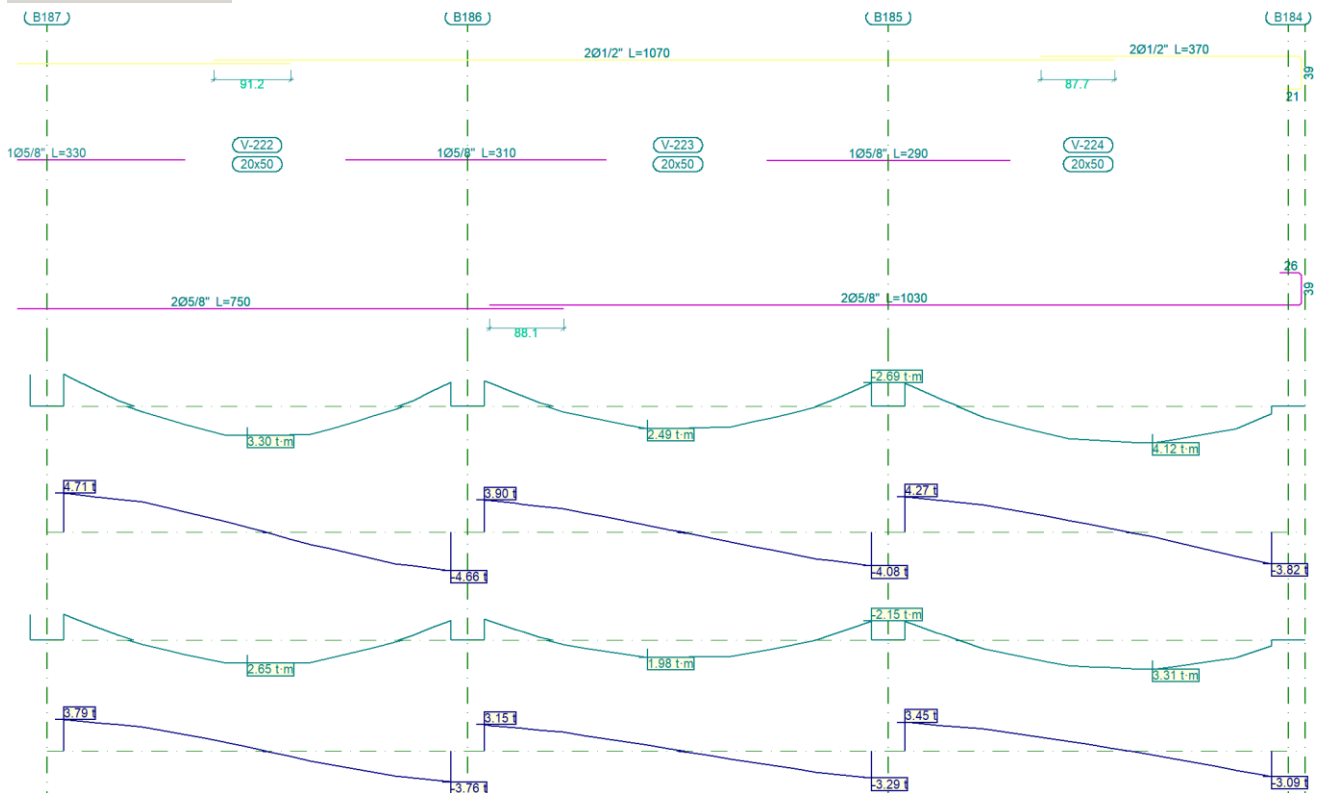 B187 B186 B185 B184
2Ø1/2" L=1070 2Ø1/2" L=370
39
91.2 87.7
21
V-222 V-223 V-224
1Ø5/8" L=330 1Ø5/8" L=310 1Ø5/8" L=290
20x50 20x50 20x50
26
2Ø5/8" L=750 2Ø5/8" L=1030 39
88.1
-2.69 t·m
3.30 t·m 2.49 t·m 4.12 t·m
4.71 t 3.90 t 4.27 t
-4.66 t -4.08 t -3.82 t
-2.15 t·m
2.65 t·m 1.98 t·m 3.31 t·m
3.79 t 3.15 t 3.45 t
-3.76 t -3.29 t -3.09 t